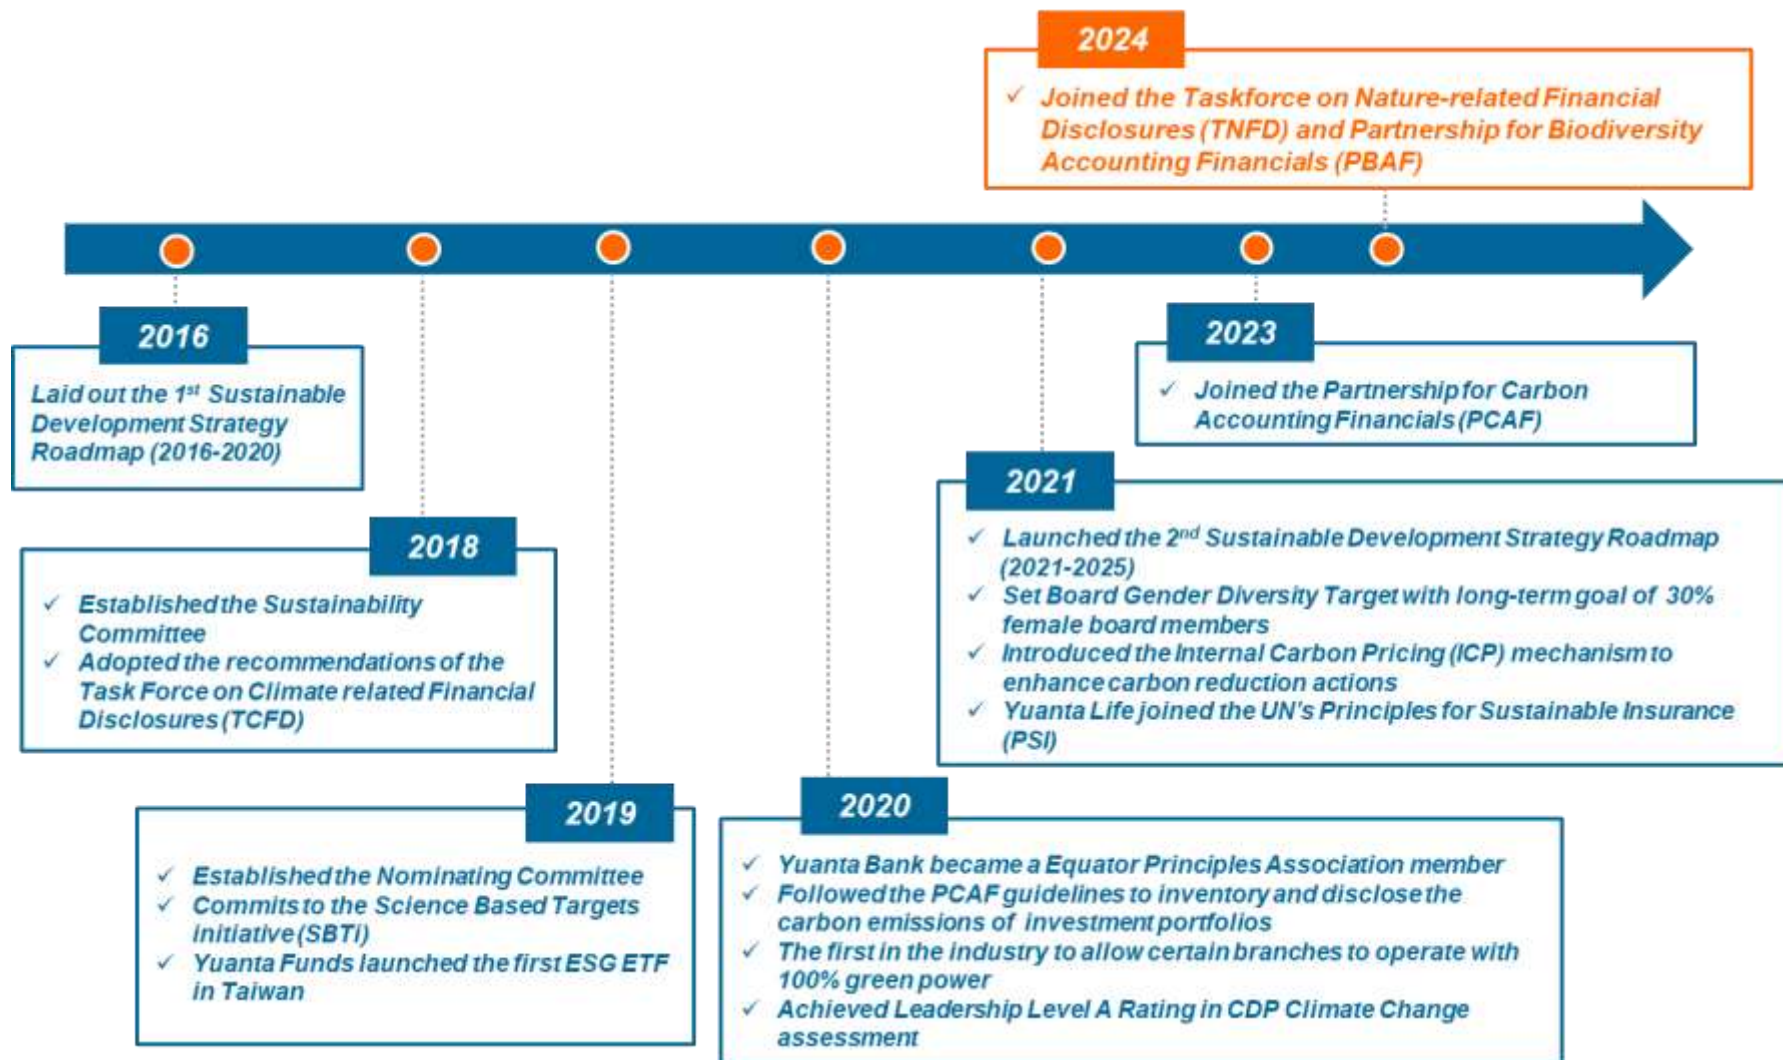 2024
✓ Joined the Taskforce on Nature-related Financial
Disclosures (TNFD) and Partnership for Biodiversity
Accounting Financials (PBAF)
2016
Laid out the 1st Sustainable
Development Strategy
Roadmap (2016-2020)
2018
✓ Established the Sustainability
Committee
✓ Adopted the recommendations of the
Task Force on Climate related Financial
Disclosures (TCFD)
2019
✓ Established the Nominating Committee
✓ Commits to the Science Based Targets
initiative (SBTi)
✓ Yuanta Funds launched the first ESG ETF
in Taiwan
2020
✓ Yuanta Bank became a Equator Principles Association member
✓ Followed the PCAF guidelines to inventory and disclose the
carbon emissions of investment portfolios
✓ The first in the industry to allow certain branches to operate with
100% green power
✓ Achieved Leadership Level A Rating in CDP Climate Change
assessment
2021
✓ Launched the 2nd Sustainable Development Strategy Roadmap
(2021-2025)
✓ Set Board Gender Diversity Target with long-term goal of 30%
female board members
✓ Introduced the Internal Carbon Pricing (ICP) mechanism to
enhance carbon reduction actions
✓ Yuanta Life joined the UN's Principles for Sustainable Insurance
(PSI)
2023
✓ Joined the Partnership for Carbon
Accounting Financials (PCAF)